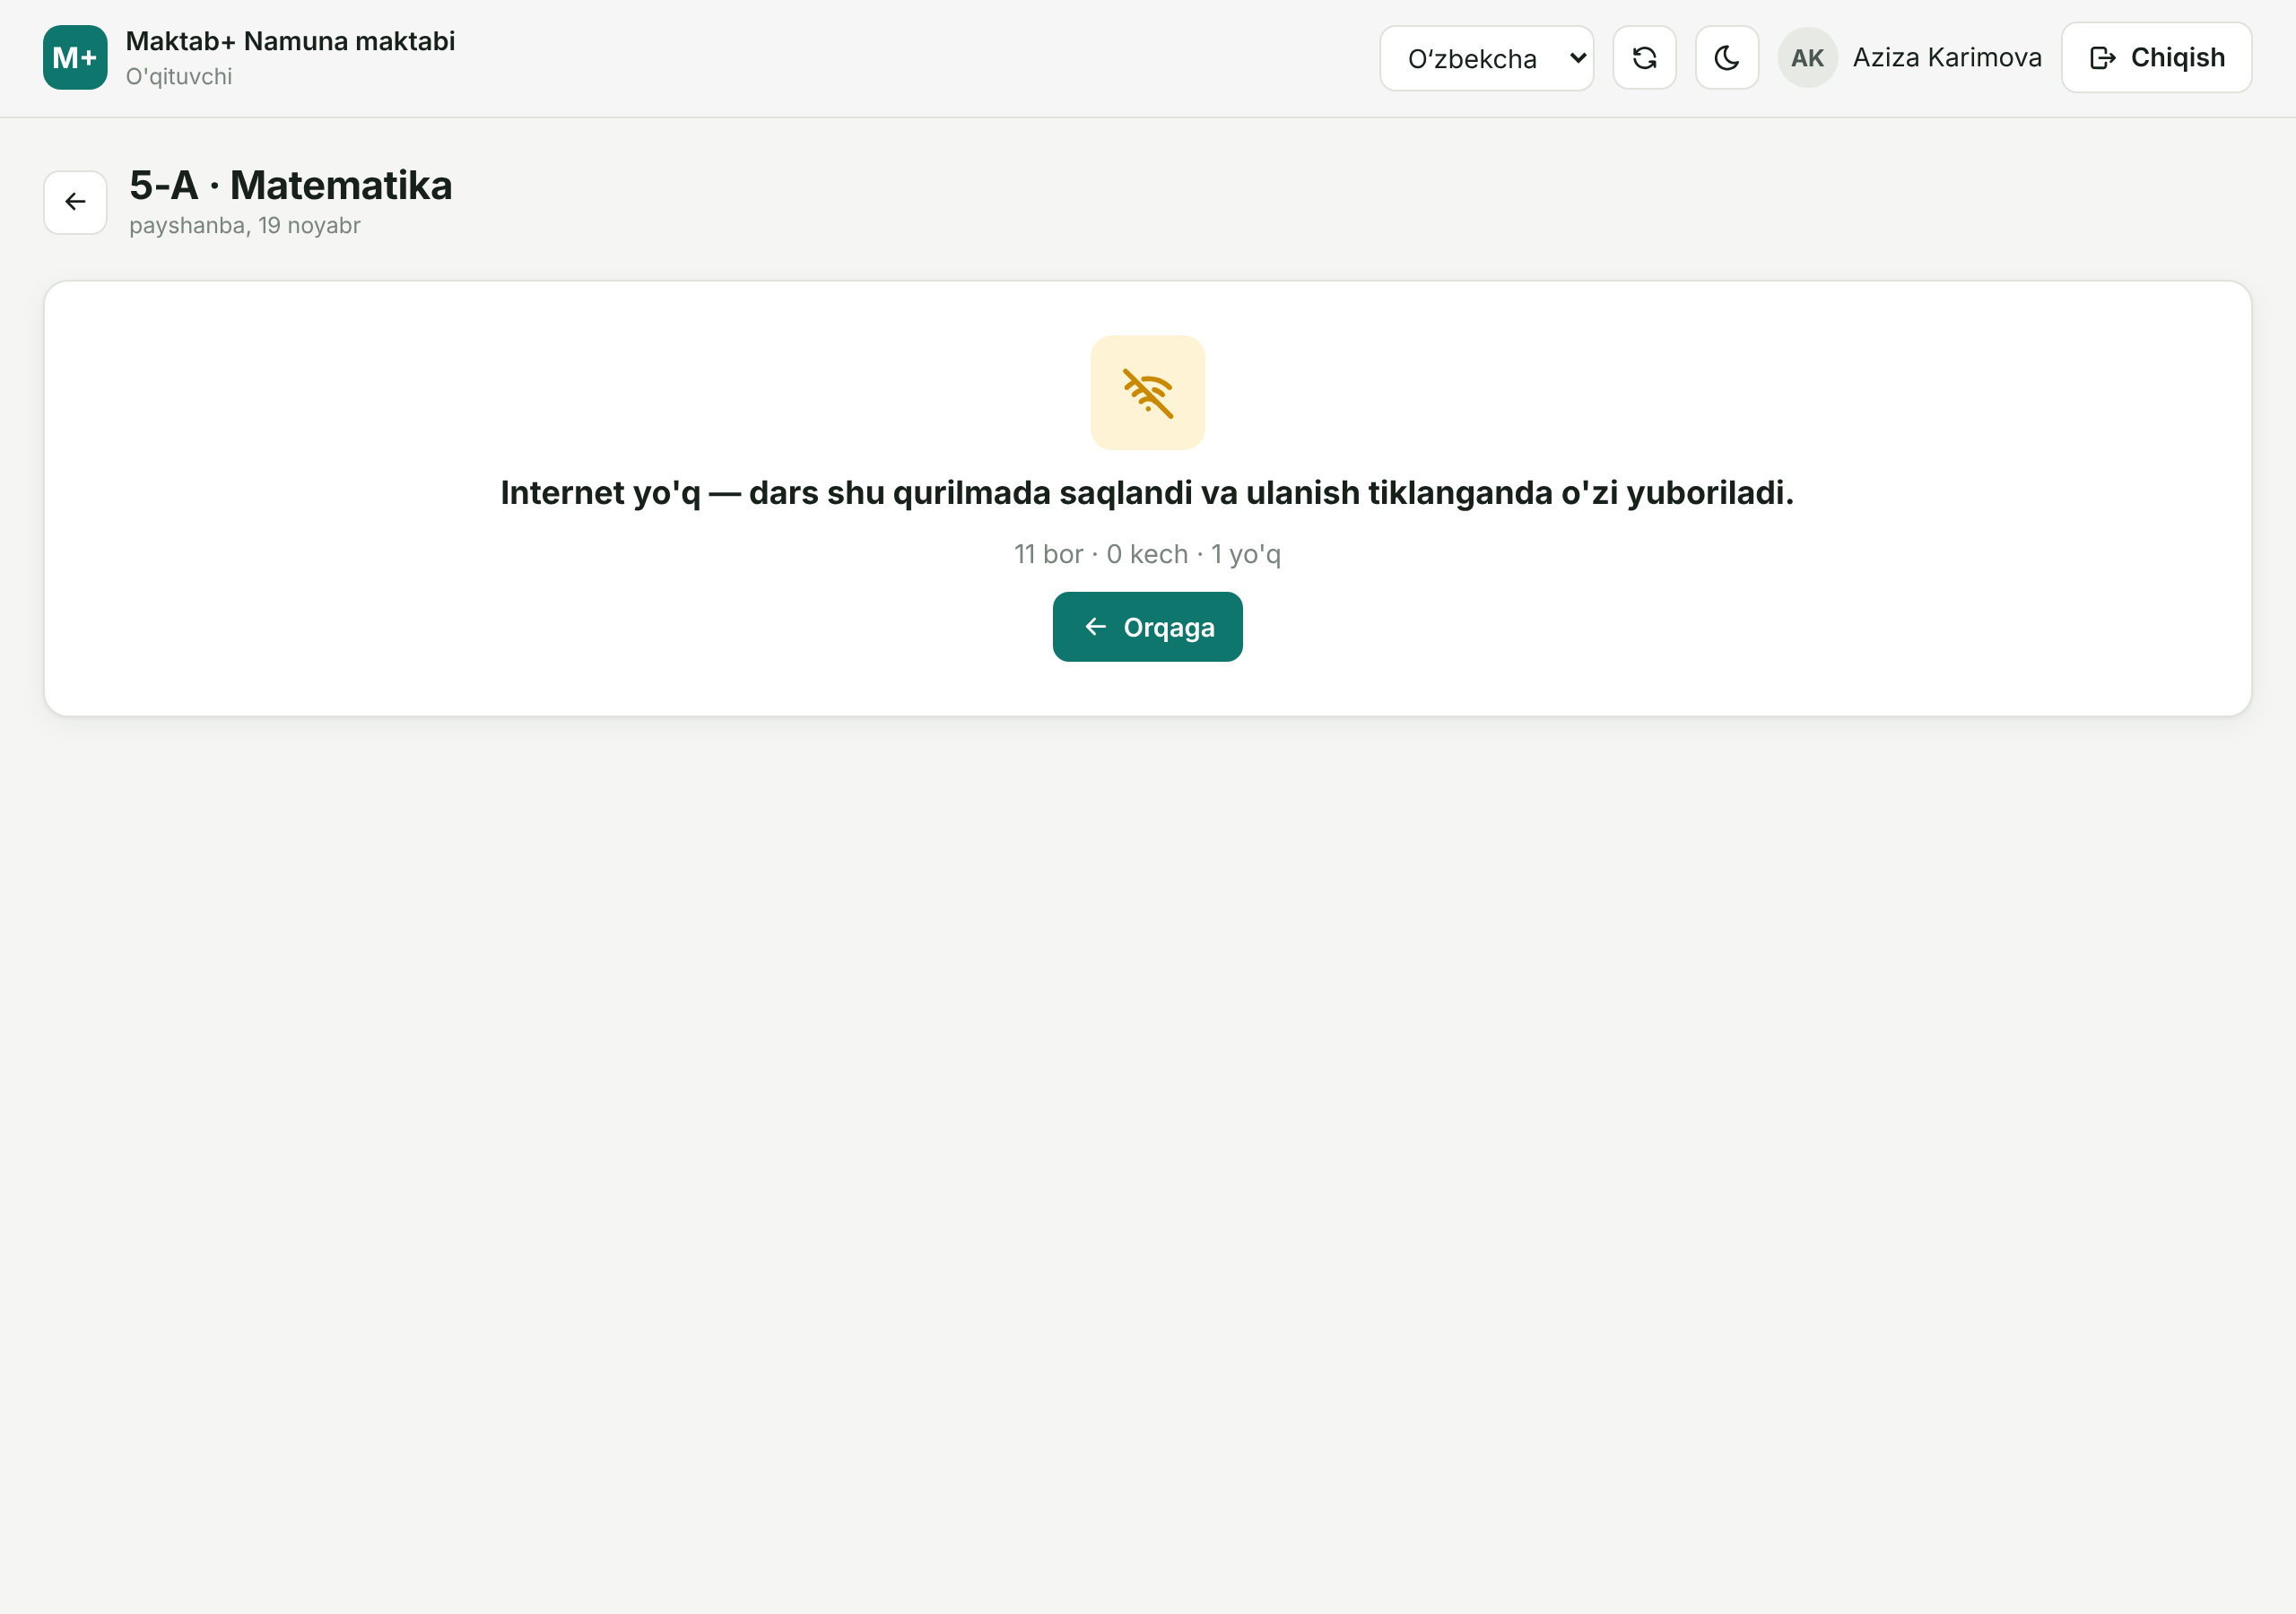 M+
Maktab+ Namuna maktabi
O'qituvchi
Oʻzbekcha
AK
Aziza Karimova
Chiqish
5-A · Matematika
payshanba, 19 noyabr
Internet yo'q — dars shu qurilmada saqlandi va ulanish tiklanganda o'zi yuboriladi.
11 bor · 0 kech · 1 yo'q
Orqaga